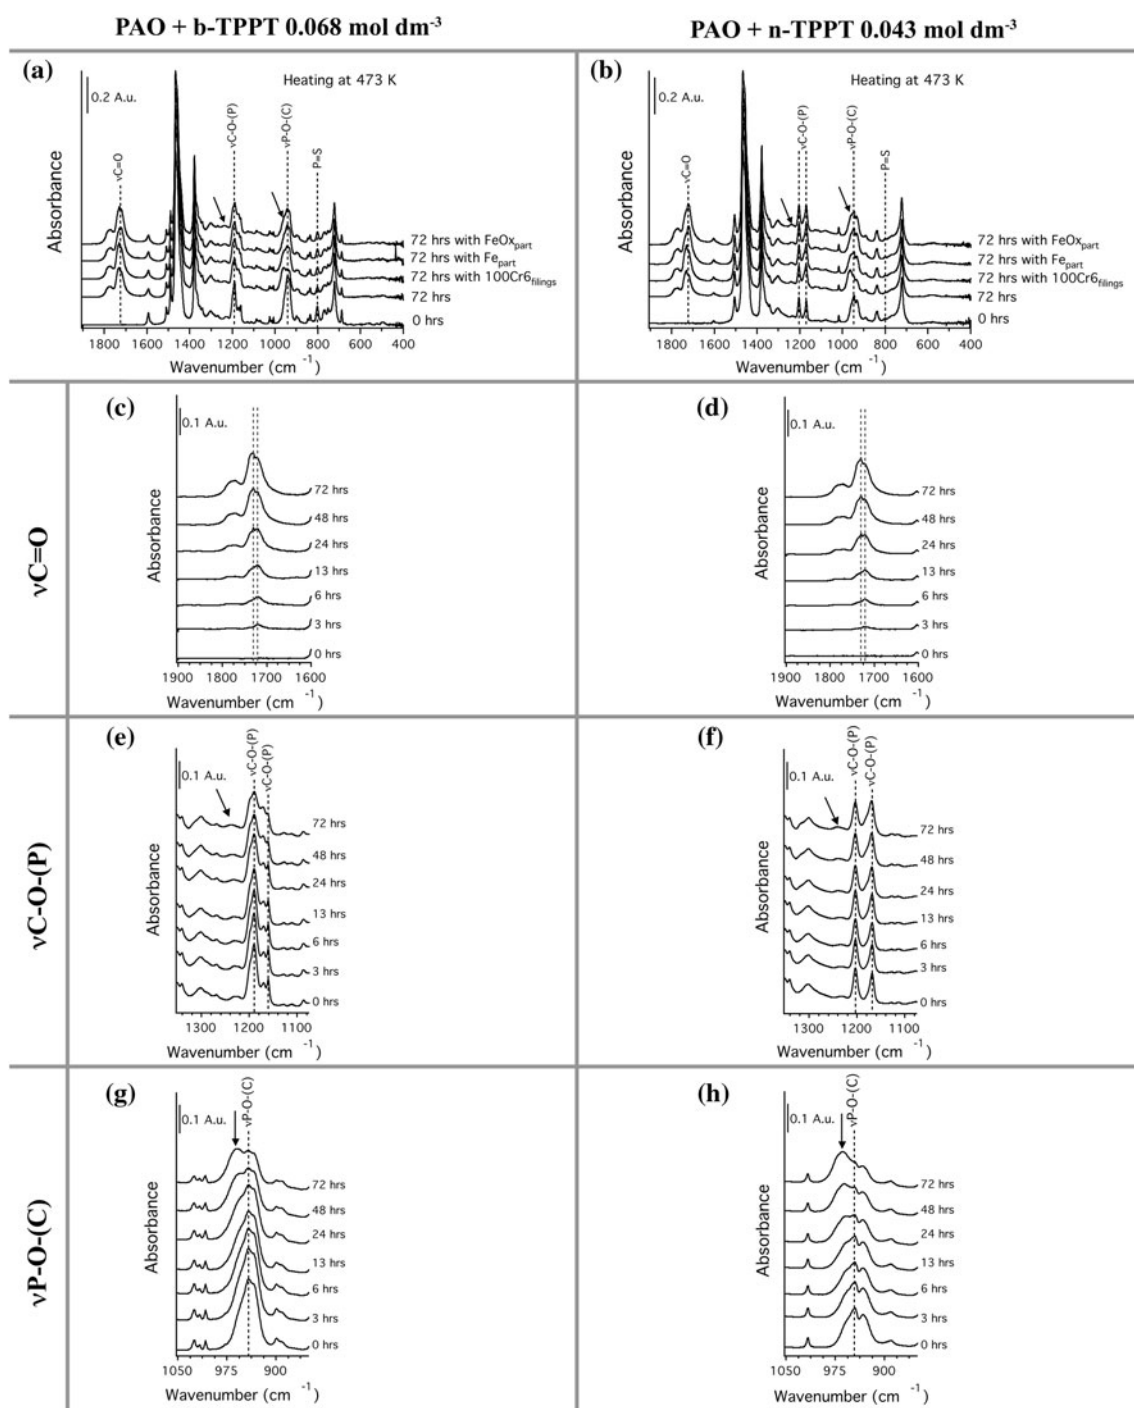 PAO + b-TPPT 0.068 mol dm-3
PAO + n-TPPT 0.043 mol dm-3
(a)
Heating at 473 K
0.2 A.u.
νC=O
νC-O-(P)
νP-O-(C)
P=S
Absorbance
72 hrs with FeOxpart
72 hrs with Fepart
72 hrs with 100Cr6filings
72 hrs
0 hrs
1800 1600 1400 1200 1000 800 600 400
Wavenumber (cm -1)
(b)
Heating at 473 K
0.2 A.u.
νC=O
νC-O-(P)
νP-O-(C)
P=S
Absorbance
72 hrs with FeOxpart
72 hrs with Fepart
72 hrs with 100Cr6filings
72 hrs
0 hrs
1800 1600 1400 1200 1000 800 600 400
Wavenumber (cm -1)
νC=O
(c)
0.1 A.u.
Absorbance
72 hrs
48 hrs
24 hrs
13 hrs
6 hrs
3 hrs
0 hrs
1900 1800 1700 1600
Wavenumber (cm -1)
(d)
0.1 A.u.
Absorbance
72 hrs
48 hrs
24 hrs
13 hrs
6 hrs
3 hrs
0 hrs
1900 1800 1700 1600
Wavenumber (cm -1)
νC-O-(P)
(e)
0.1 A.u.
νC-O-(P)
νC-O-(P)
Absorbance
72 hrs
48 hrs
24 hrs
13 hrs
6 hrs
3 hrs
0 hrs
1300 1200 1100
Wavenumber (cm -1)
(f)
0.1 A.u.
νC-O-(P)
νC-O-(P)
Absorbance
72 hrs
48 hrs
24 hrs
13 hrs
6 hrs
3 hrs
0 hrs
1300 1200 1100
Wavenumber (cm -1)
νP-O-(C)
(g)
0.1 A.u.
νP-O-(C)
Absorbance
72 hrs
48 hrs
24 hrs
13 hrs
6 hrs
3 hrs
0 hrs
1050 975 900
Wavenumber (cm -1)
(h)
0.1 A.u.
νP-O-(C)
Absorbance
72 hrs
48 hrs
24 hrs
13 hrs
6 hrs
3 hrs
0 hrs
1050 975 900
Wavenumber (cm -1)